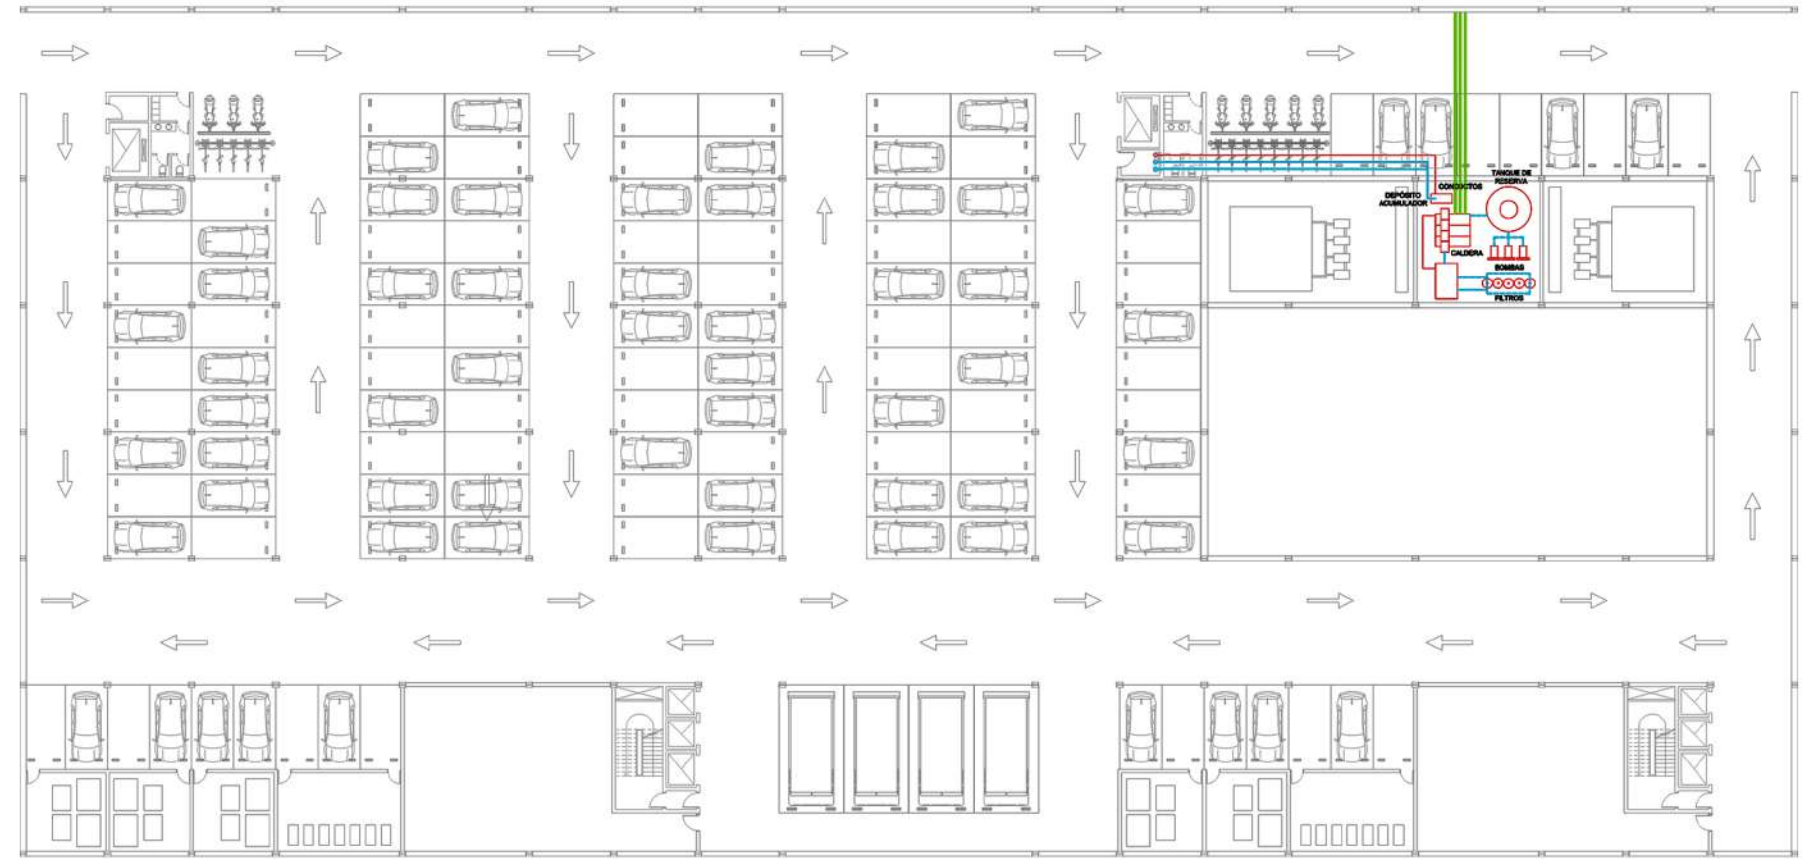 TANQUE DE
RESERVA
CONDUCTOS
DEPÓSITO
ACUMULADOR
CALDERA
BOMBAS
FILTROS